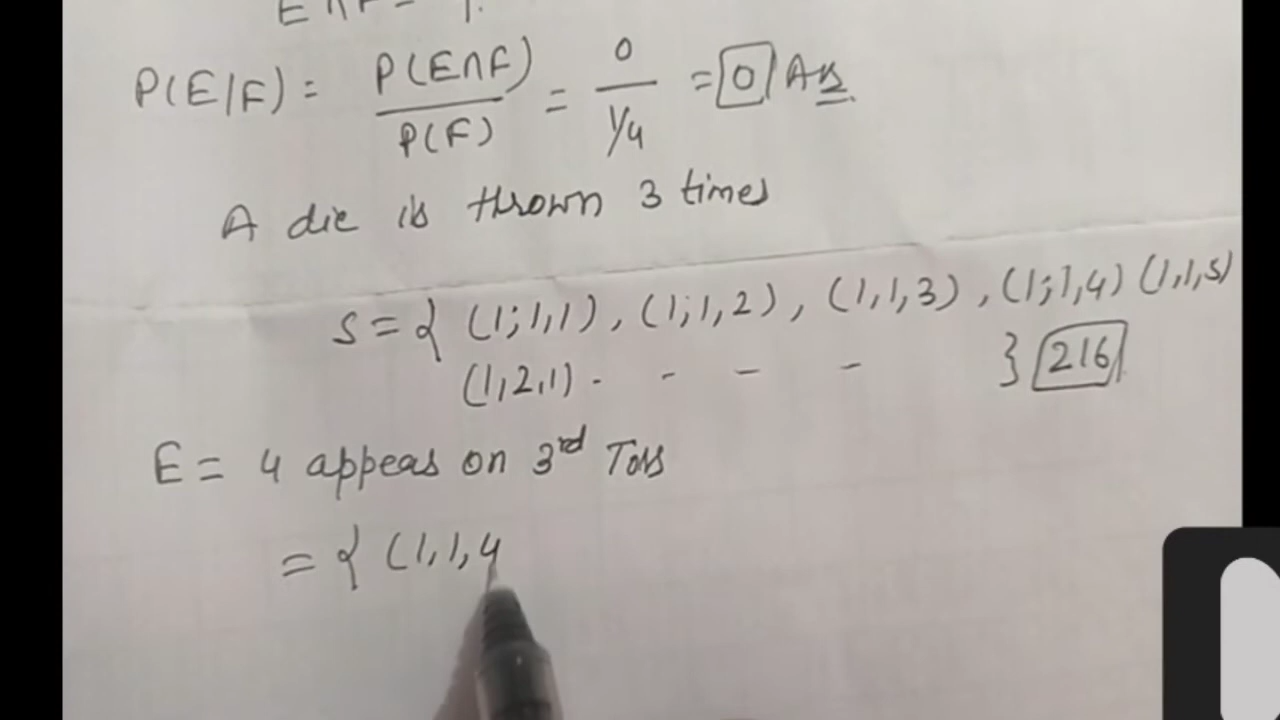 E∩F = φ
P(E|F) = P(E∩F) / P(F) = 0 / 1/4 = 0 Ans.
A die is thrown 3 times
S = { (1,1,1), (1,1,2), (1,1,3), (1,1,4) (1,1,5)
(1,2,1) - - - - } 216
E = 4 appeas on 3rd Toss
= { (1,1,4